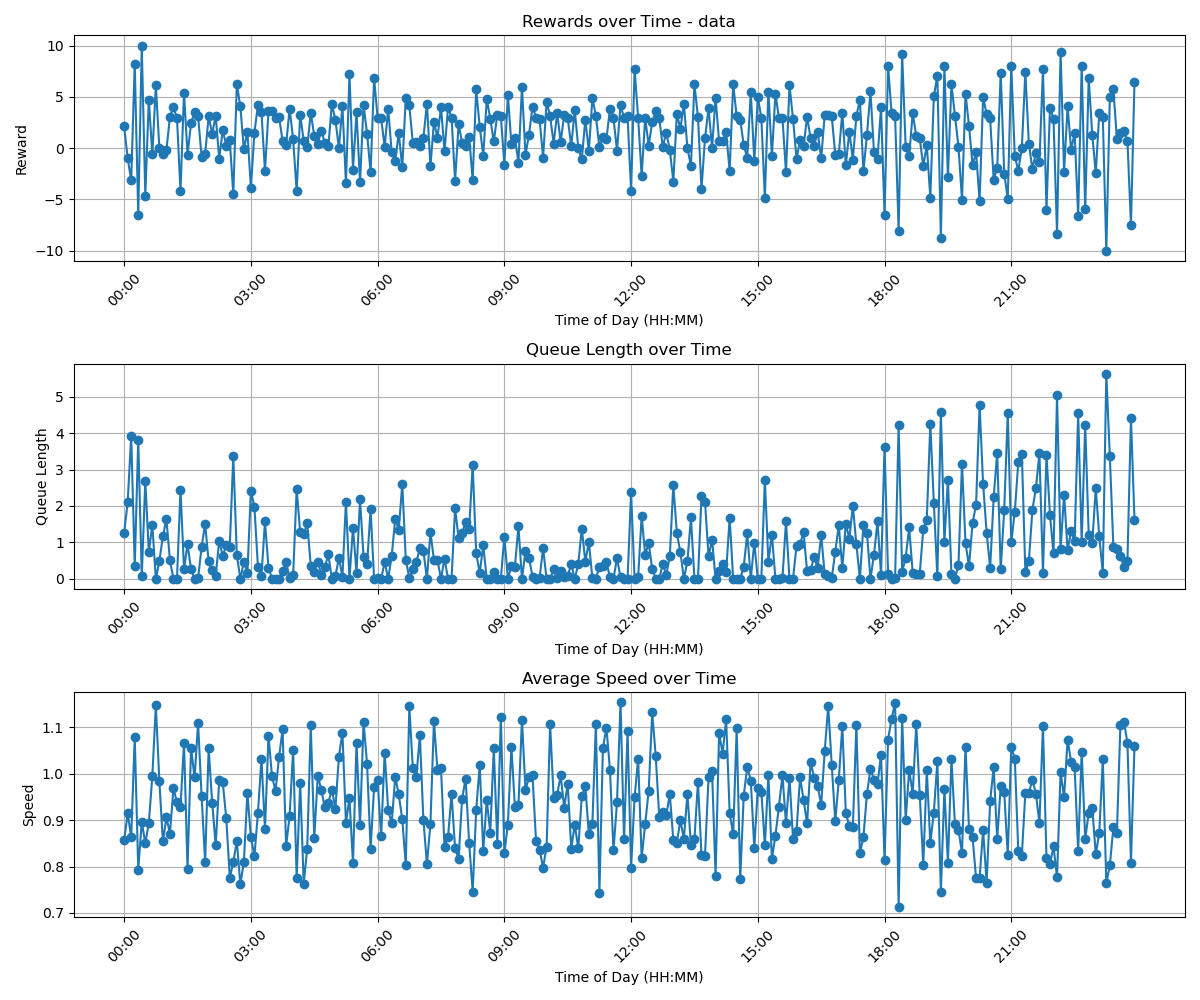 Rewards over Time - data
Reward
10
5
0
−5
−10
00:00 03:00 06:00 09:00 12:00 15:00 18:00 21:00
Time of Day (HH:MM)
Queue Length over Time
Queue Length
5
4
3
2
1
0
00:00 03:00 06:00 09:00 12:00 15:00 18:00 21:00
Time of Day (HH:MM)
Average Speed over Time
Speed
1.1
1.0
0.9
0.8
0.7
00:00 03:00 06:00 09:00 12:00 15:00 18:00 21:00
Time of Day (HH:MM)